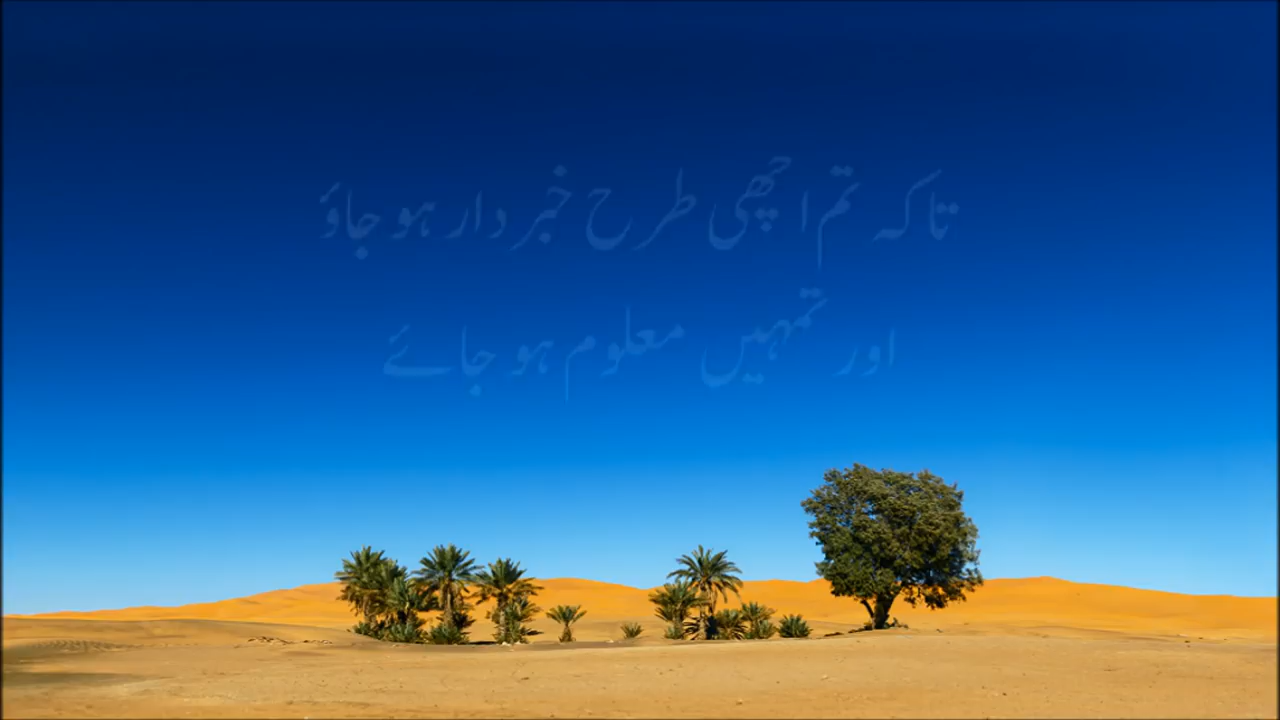 تاکہ تم اچھی طرح خبردار ہو جاؤ
اور تمہیں معلوم ہو جائے